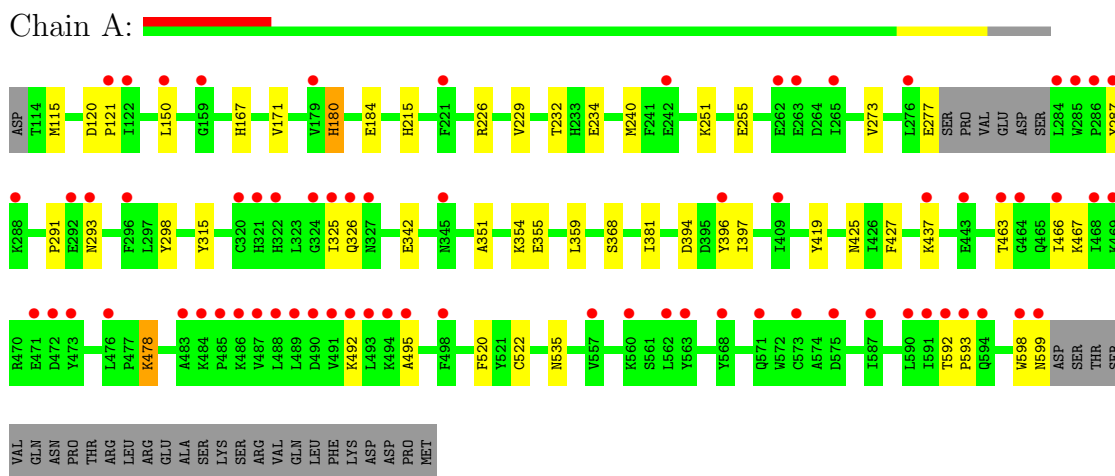 Chain A:
ASP T114 M115 D120 P121 I122 L150 G159 H167 V171 V179 H180 E184 H215 F221 R226 V229 T232 H233 E234 M240 F241 E242 K251 E255 E262 E263 D264 I265 V273 L276 E277 SER PRO VAL GLU ASP SER L284 W285 P286
K288 P291 E292 N293 F296 L297 Y298 Y315 C320 H321 H322 L323 G324 I325 Q326 N327 E342 N345 A351 K354 E355 L359 S368 I381 D394 D395 Y396 I397 I409 Y419 N425 I426 F427 K437 E443 T463 Q464 Q465 I466 K467 I468 K469
R470 E471 D472 Y473 L476 P477 K478 A483 K484 P485 K486 V487 L488 L489 D490 V491 K492 L493 K494 A495 F498 F520 Y521 C522 N535 V557 K560 S561 L562 Y563 Y568 Q571 W572 C573 A574 D575 I587 L590 I591 T592 P593 Q594 W598 N599 ASP SER THR SER
VAL GLN ASN PRO THR ARG LEU ARG GLU ALA SER LYS SER ARG VAL GLN LEU PHE LYS ASP ASP PRO MET